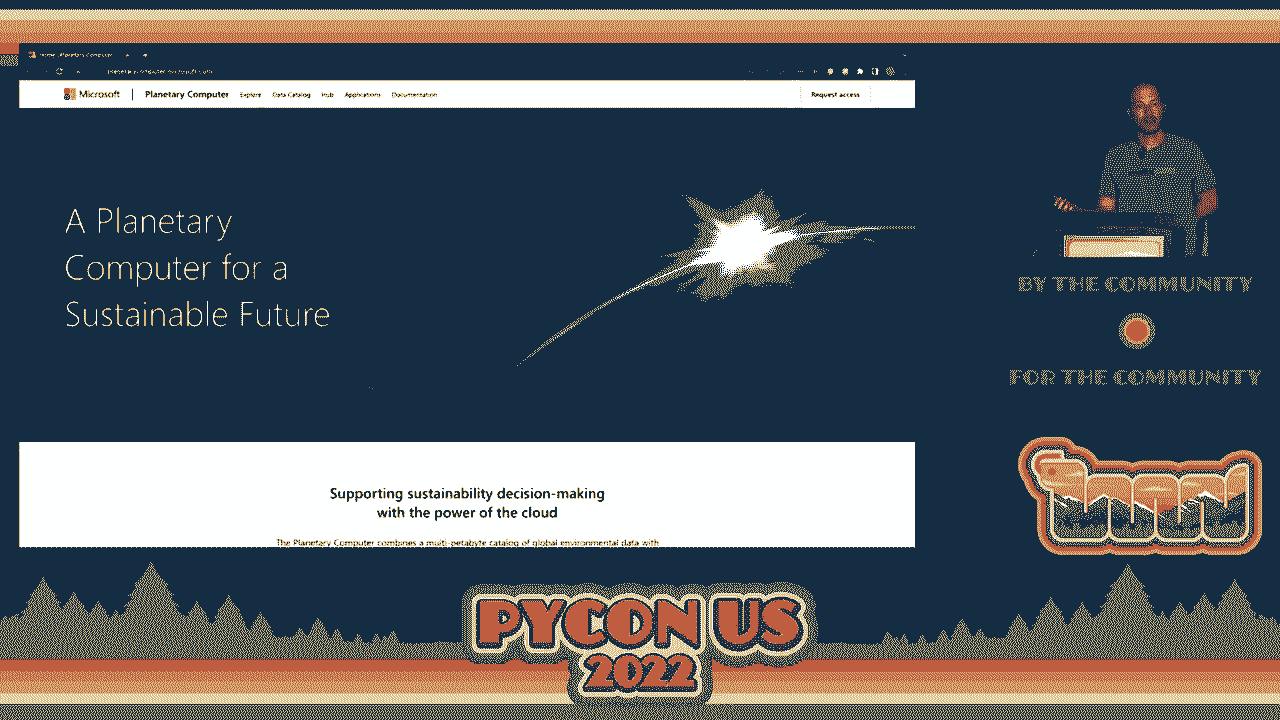 Microsoft | Planetary Computer Explore Data Catalog Hub Applications Documentation Request access
A Planetary
Computer for a
Sustainable Future
Supporting sustainability decision-making
with the power of the cloud
The Planetary Computer combines a multi-petabyte catalog of global environmental data with
BY THE COMMUNITY
FOR THE COMMUNITY
PYCON US
2022